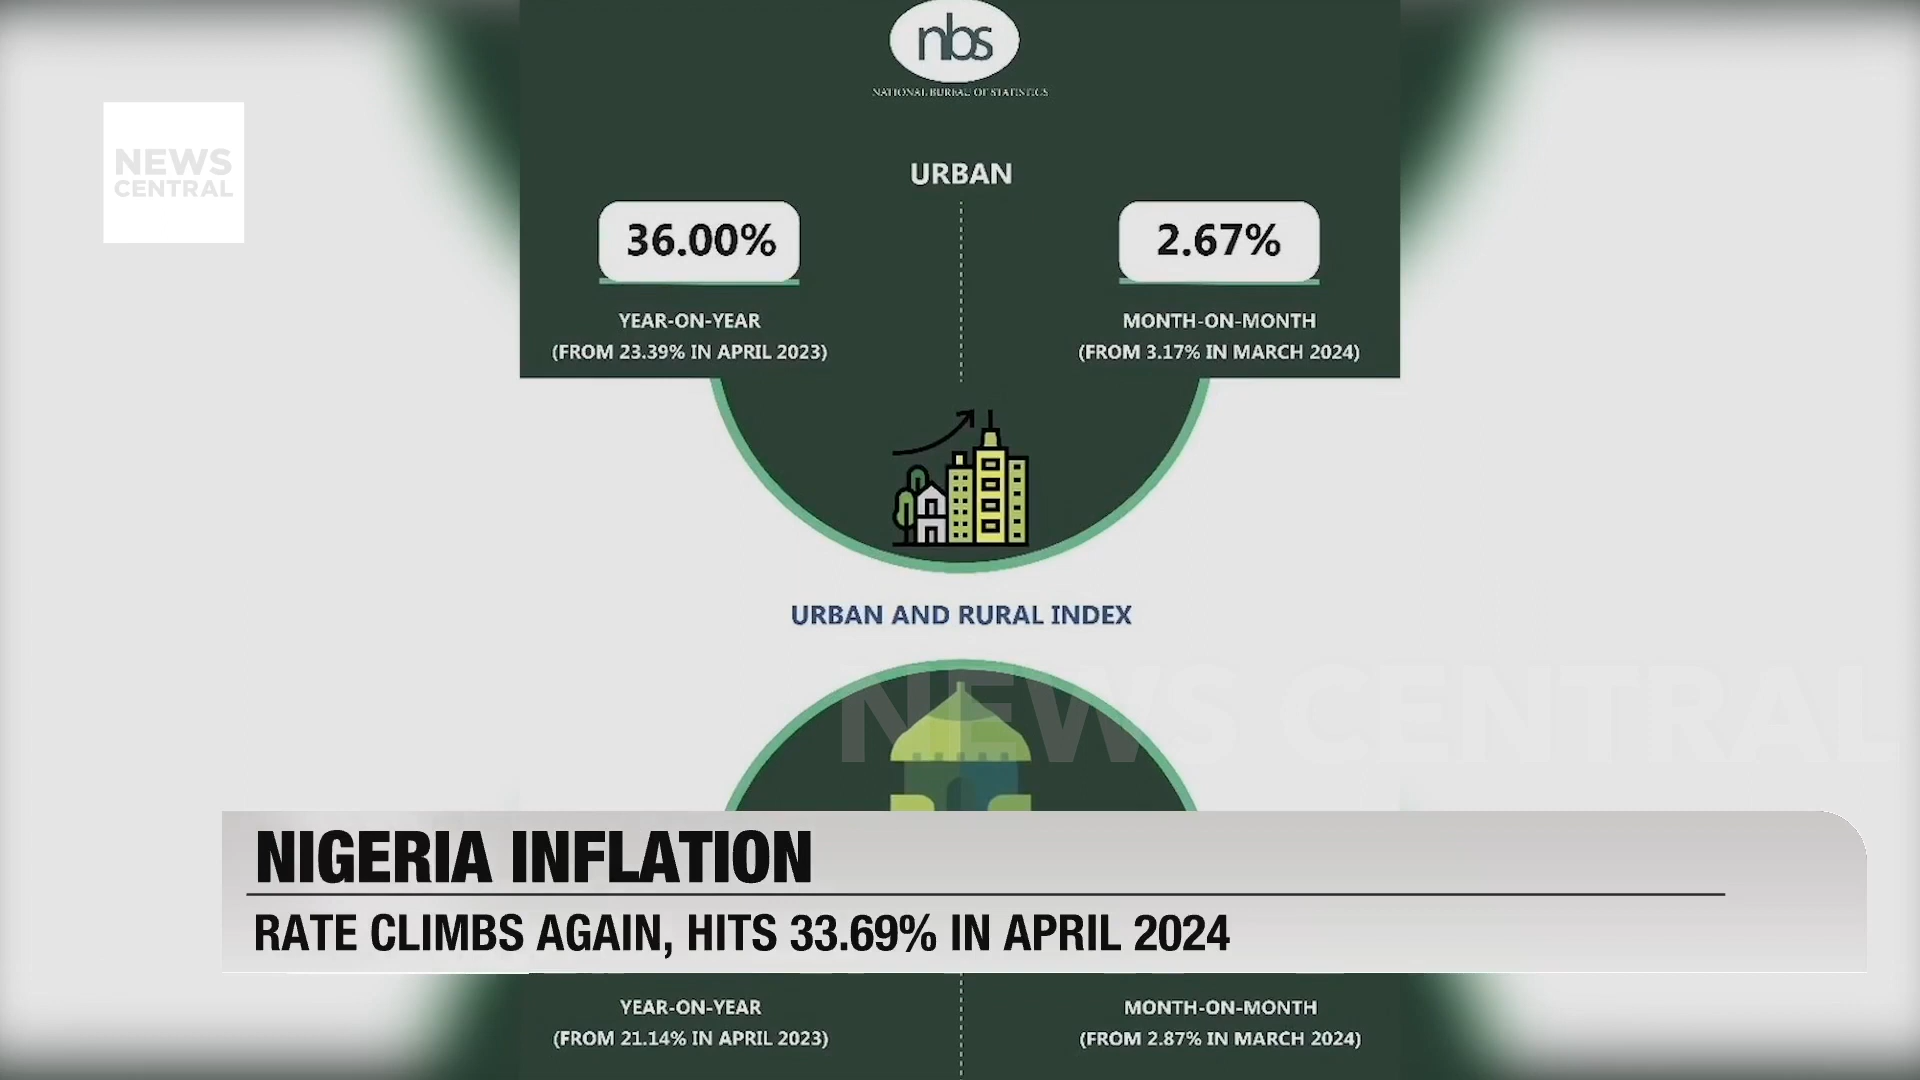 nbs
NATIONAL BUREAU OF STATISTICS
NEWS
CENTRAL
URBAN
36.00%
2.67%
YEAR-ON-YEAR
(FROM 23.39% IN APRIL 2023)
MONTH-ON-MONTH
(FROM 3.17% IN MARCH 2024)
URBAN AND RURAL INDEX
NEWS CENTRAL
NIGERIA INFLATION
RATE CLIMBS AGAIN, HITS 33.69% IN APRIL 2024
YEAR-ON-YEAR
(FROM 21.14% IN APRIL 2023)
MONTH-ON-MONTH
(FROM 2.87% IN MARCH 2024)